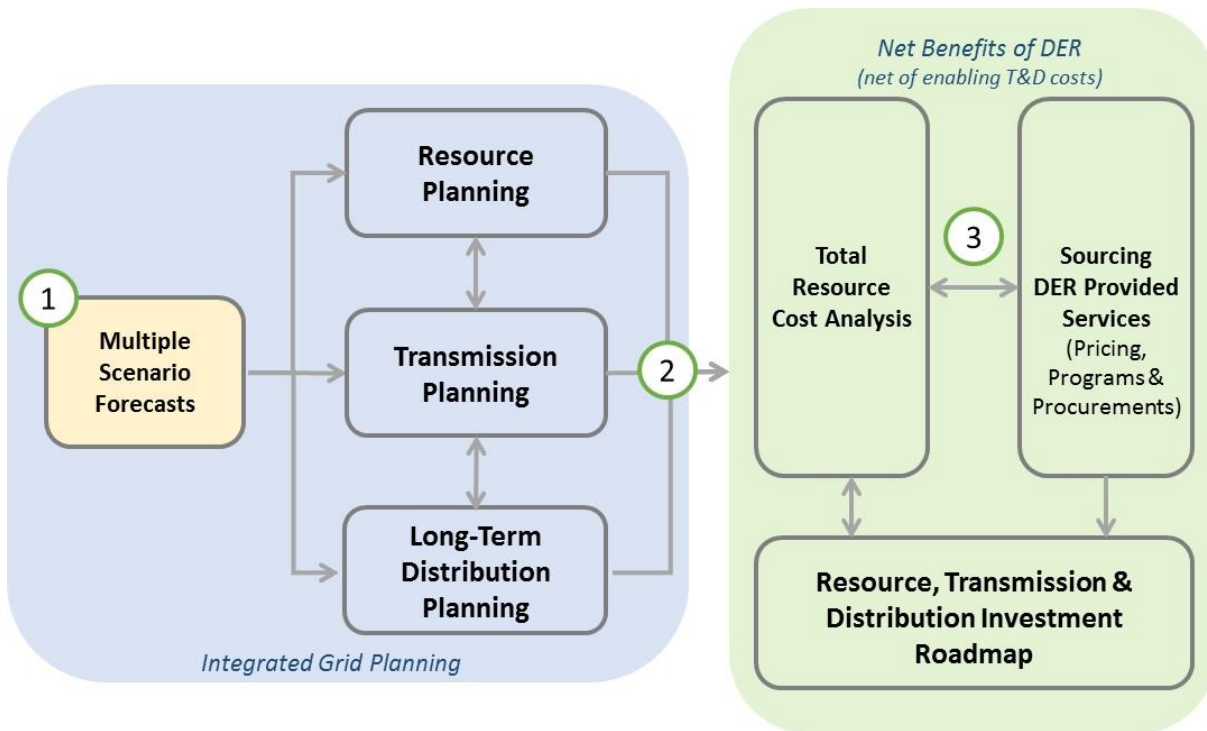 1
Multiple
Scenario
Forecasts
Resource
Planning
Transmission
Planning
Long-Term
Distribution
Planning
Integrated Grid Planning
2
Net Benefits of DER
(net of enabling T&D costs)
Total
Resource
Cost Analysis
3
Sourcing
DER Provided
Services
(Pricing,
Programs &
Procurements)
Resource, Transmission &
Distribution Investment
Roadmap